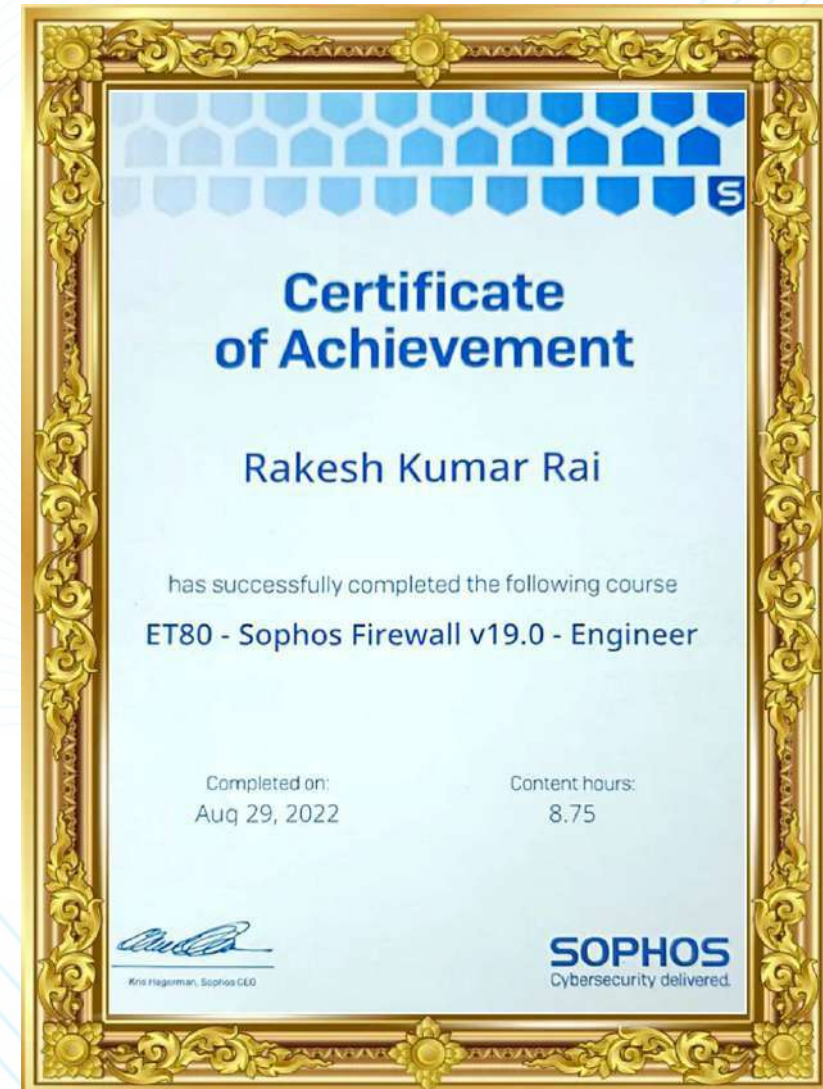 S
Certificate
of Achievement
Rakesh Kumar Rai
has successfully completed the following course
ET80 - Sophos Firewall v19.0 - Engineer
Completed on:
Aug 29, 2022
Content hours:
8.75
Kris Hagerman, Sophos CEO
SOPHOS
Cybersecurity delivered.